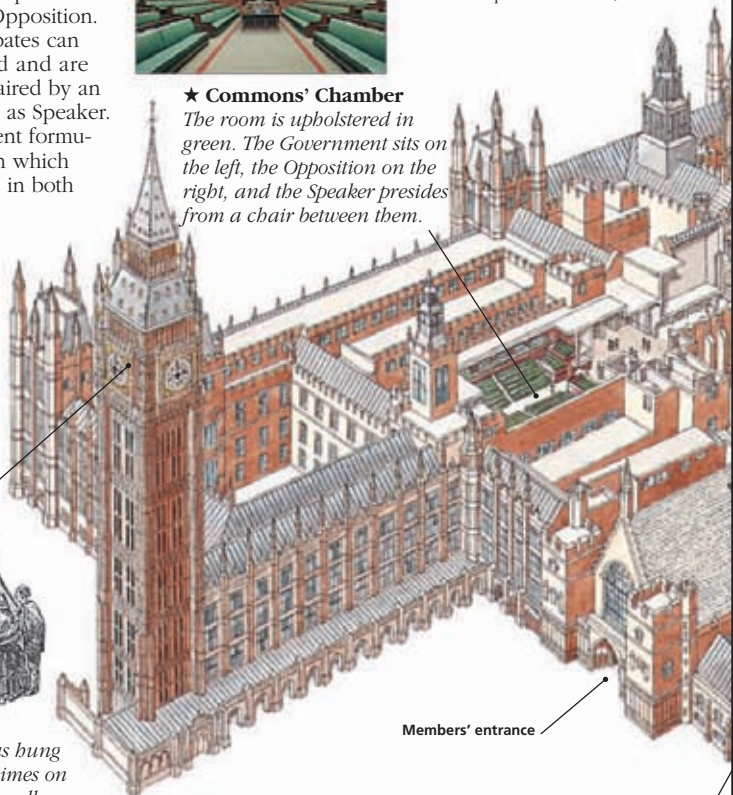 Opposition.
can
and are
aired by an
as Speaker.
ent formu-
which
in both
★ Commons' Chamber
The room is upholstered in
green. The Government sits on
the left, the Opposition on the
right, and the Speaker presides
from a chair between them.
Members' entrance
hung
on